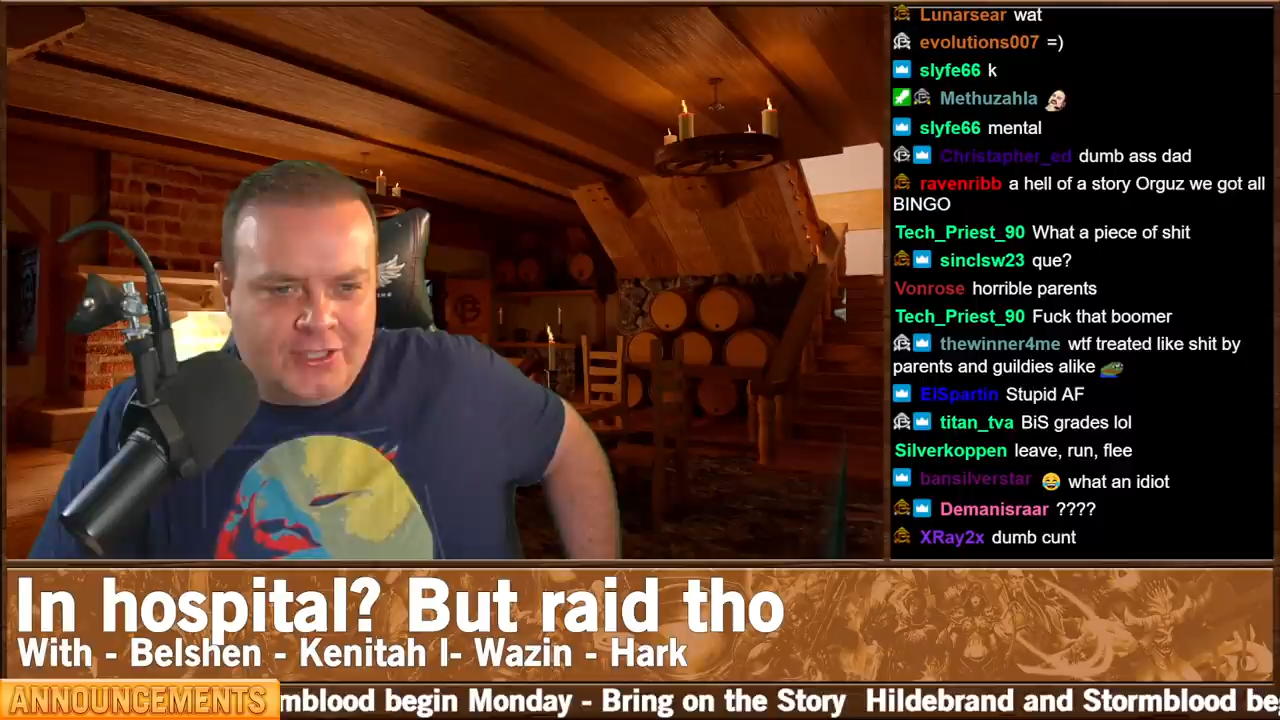 Lunarsear wat
evolutions007 =)
slyfe66 k
Methuzahla
slyfe66 mental
Christapher_ed dumb ass dad
ravenribb a hell of a story Orguz we got all
BINGO
Tech_Priest_90 What a piece of shit
sinclsw23 que?
Vonrose horrible parents
Tech_Priest_90 Fuck that boomer
thewinner4me wtf treated like shit by
parents and guildies alike
ElSpartin Stupid AF
titan_tva BiS grades lol
Silverkoppen leave, run, flee
bansilverstar 😂 what an idiot
Demanisraar ????
XRay2x dumb cunt
In hospital? But raid tho
With - Belshen - Kenitah I- Wazin - Hark
ANNOUNCEMENTS mblood begin Monday - Bring on the Story Hildebrand and Stormblood be